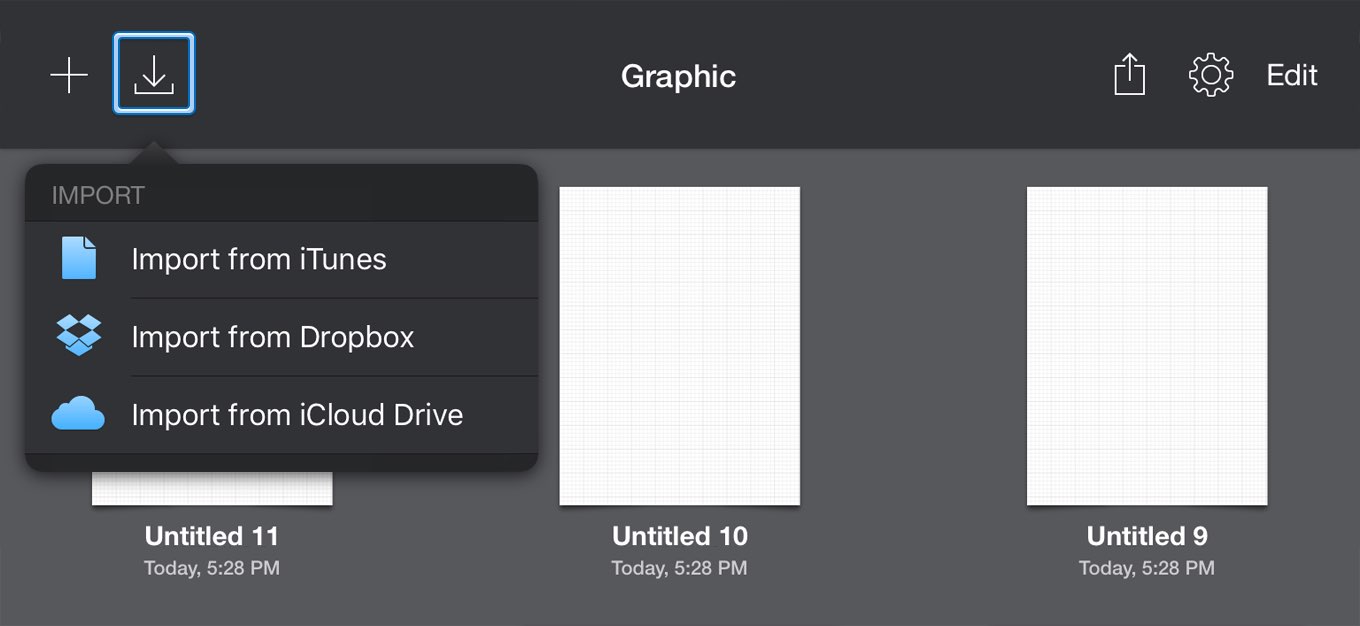 Graphic
Edit
IMPORT
Import from iTunes
Import from Dropbox
Import from iCloud Drive
Untitled 11
Today, 5:28 PM
Untitled 10
Today, 5:28 PM
Untitled 9
Today, 5:28 PM